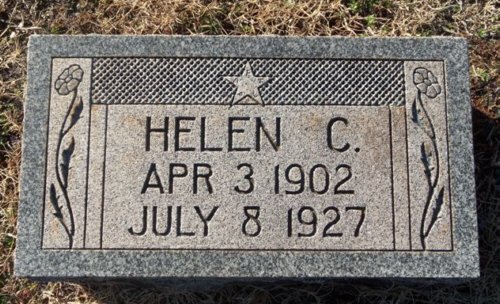 HELEN C.
APR 3 1902
JULY 8 1927